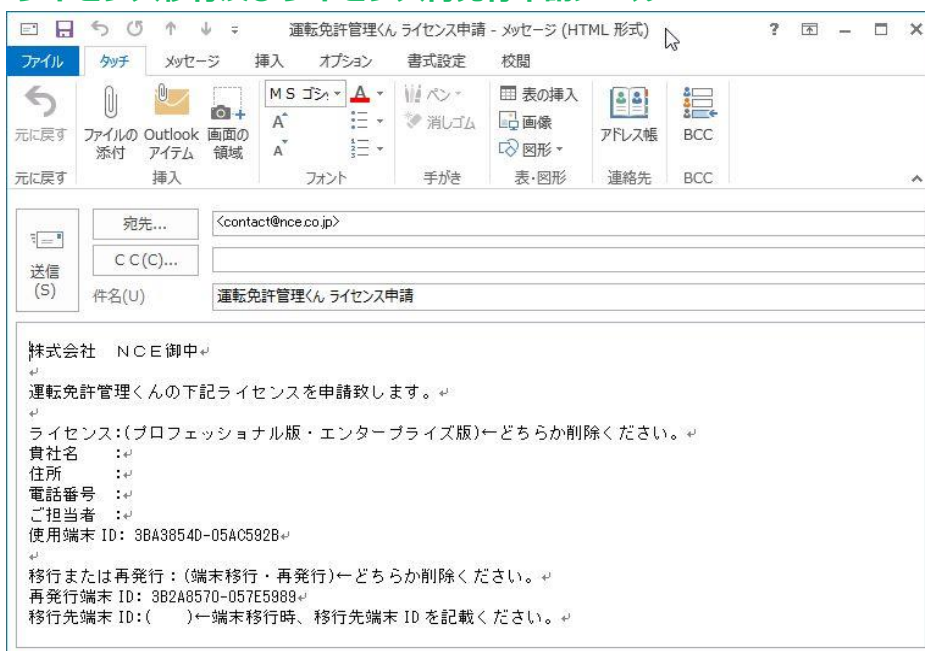 運転免許管理くん ライセンス申請 - メッセージ (HTML 形式)
ファイル タッチ メッセージ 挿入 オプション 書式設定 校閲
元に戻す
ファイルの添付
Outlook アイテム
画面の領域
ＭＳ ゴシ
ペン
消しゴム
表の挿入
画像
図形
アドレス帳
BCC
元に戻す 挿入 フォント 手がき 表・図形 連絡先 BCC
送信(S)
宛先... <contact@nce.co.jp>
ＣＣ(C)...
件名(U) 運転免許管理くん ライセンス申請
株式会社　ＮＣＥ御中
運転免許管理くんの下記ライセンスを申請致します。
ライセンス:(プロフェッショナル版・エンタープライズ版)←どちらか削除ください。
貴社名　:
住所　　:
電話番号　:
ご担当者　:
使用端末 ID: 3BA3854D-05AC592B
移行または再発行：(端末移行・再発行)←どちらか削除ください。
再発行端末 ID: 3B2A8570-057E5989
移行先端末 ID:(　　)←端末移行時、移行先端末 ID を記載ください。